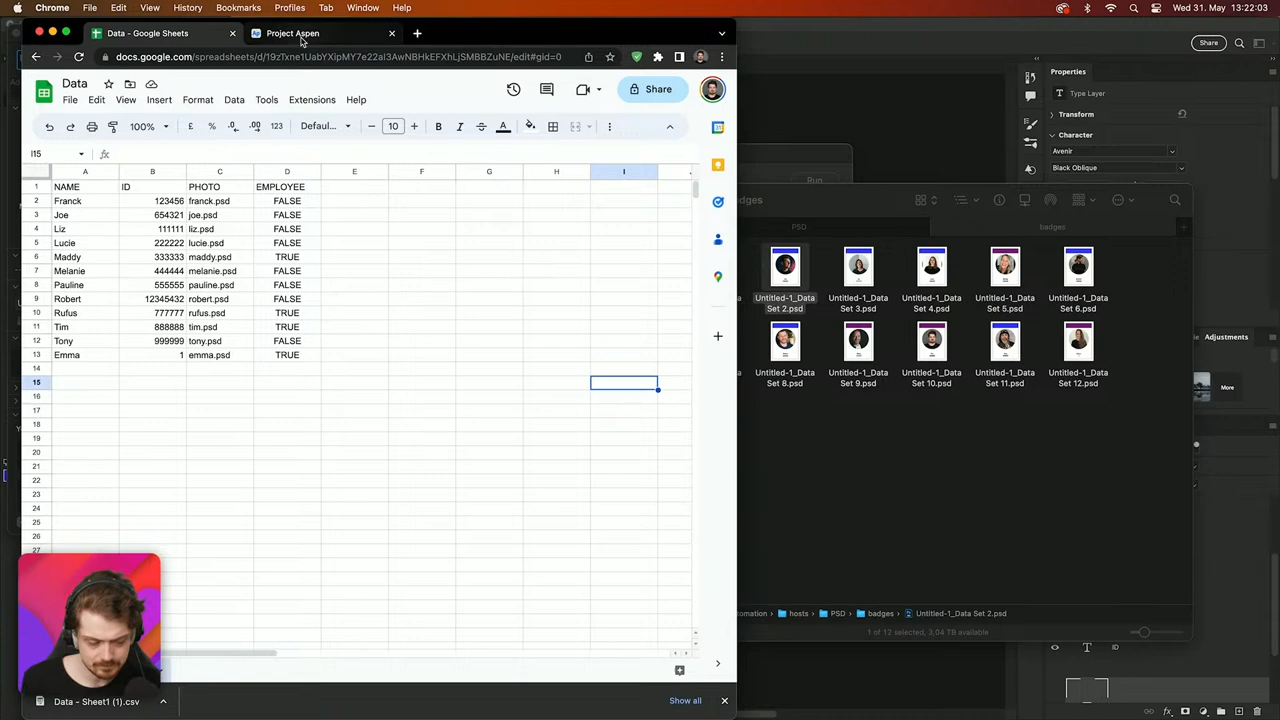 Chrome File Edit View History Bookmarks Profiles Tab Window Help Wed 31. May 13:22:03
Data - Google Sheets
Project Aspen
docs.google.com/spreadsheets/d/19zTxne1UabYXipMY7e22al3AwNBHkEFXhLjSMBBZuNE/edit#gid=0
Data
File Edit View Insert Format Data Tools Extensions Help
Share
100% £ % .0 .00 123 Defaul... 10 B I A
I15 fx
A B C D E F G H I
1 NAME ID PHOTO EMPLOYEE
2 Franck 123456 franck.psd FALSE
3 Joe 654321 joe.psd FALSE
4 Liz 111111 liz.psd FALSE
5 Lucie 222222 lucie.psd FALSE
6 Maddy 333333 maddy.psd TRUE
7 Melanie 444444 melanie.psd FALSE
8 Pauline 555555 pauline.psd FALSE
9 Robert 12345432 robert.psd FALSE
10 Rufus 777777 rufus.psd TRUE
11 Tim 888888 tim.psd TRUE
12 Tony 999999 tony.psd FALSE
13 Emma 1 emma.psd TRUE
14
15
16
17
18
19
20
21
22
23
24
25
26
27
Data - Sheet1 (1).csv
Show all
Share
Run
badges
PSD
badges
Untitled-1_Data Set 2.psd
Untitled-1_Data Set 3.psd
Untitled-1_Data Set 4.psd
Untitled-1_Data Set 5.psd
Untitled-1_Data Set 6.psd
Untitled-1_Data Set 8.psd
Untitled-1_Data Set 9.psd
Untitled-1_Data Set 10.psd
Untitled-1_Data Set 11.psd
Untitled-1_Data Set 12.psd
hosts PSD badges Untitled-1_Data Set 2.psd
1 of 12 selected, 3,04 TB available
Properties
T Type Layer
Transform
Character
Avenir
Black Oblique
Adjustments
More
T ID
fx